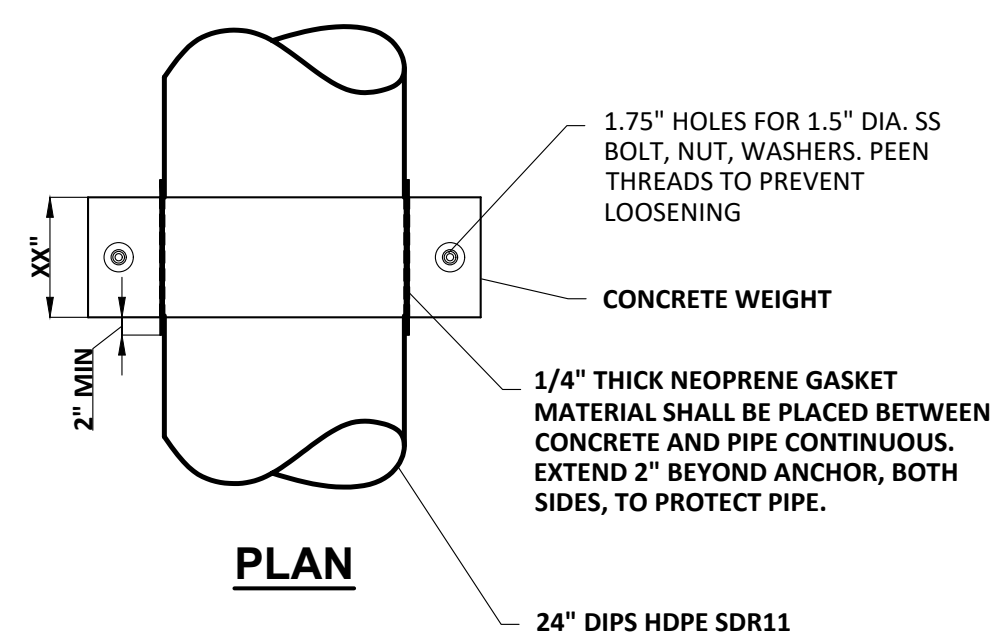 1.75" HOLES FOR 1.5" DIA. SS
BOLT, NUT, WASHERS. PEEN
THREADS TO PREVENT
LOOSENING
XX"
CONCRETE WEIGHT
2" MIN
1/4" THICK NEOPRENE GASKET
MATERIAL SHALL BE PLACED BETWEEN
CONCRETE AND PIPE CONTINUOUS.
EXTEND 2" BEYOND ANCHOR, BOTH
SIDES, TO PROTECT PIPE.
PLAN
24" DIPS HDPE SDR11